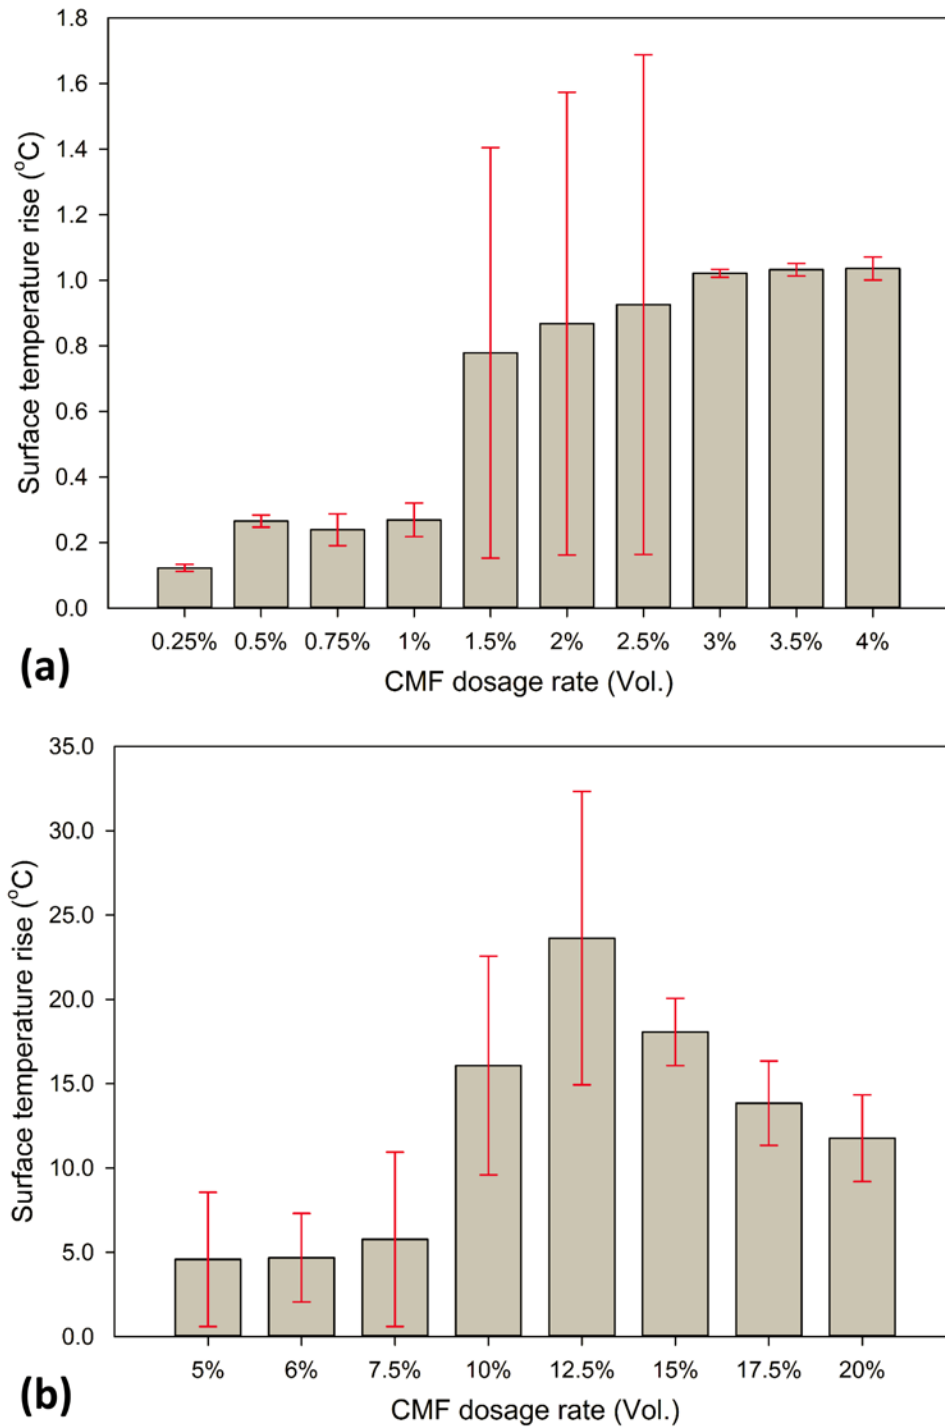 1.8
1.6
1.4
1.2
1.0
0.8
0.6
0.4
0.2
0.0
Surface temperature rise (°C)
0.25% 0.5% 0.75% 1% 1.5% 2% 2.5% 3% 3.5% 4%
(a)
CMF dosage rate (Vol.)
35.0
30.0
25.0
20.0
15.0
10.0
5.0
0.0
Surface temperature rise (°C)
5% 6% 7.5% 10% 12.5% 15% 17.5% 20%
(b)
CMF dosage rate (Vol.)